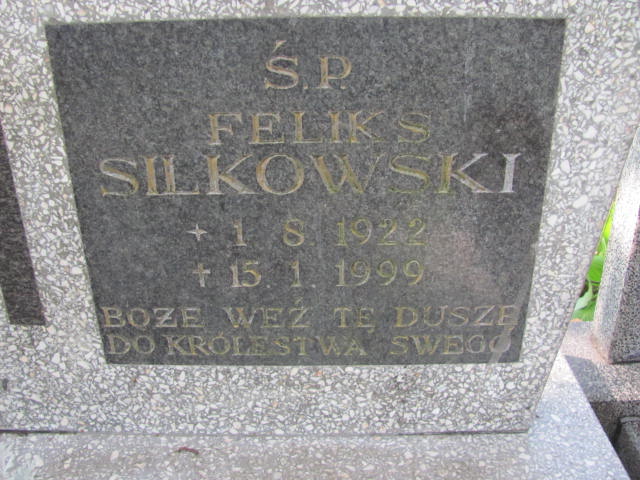 Ś.P.
FELIKS
SILKOWSKI
+ 1 8 1922
+ 15. 1. 1999
BOŻE WEŹ TĘ DUSZĘ
DO KRÓLESTWA SWEGO